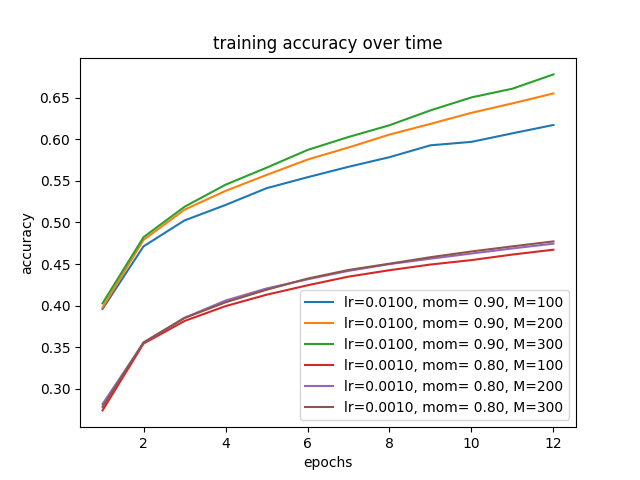 training accuracy over time
accuracy
0.65
0.60
0.55
0.50
0.45
0.40
0.35
0.30
lr=0.0100, mom= 0.90, M=100
lr=0.0100, mom= 0.90, M=200
lr=0.0100, mom= 0.90, M=300
lr=0.0010, mom= 0.80, M=100
lr=0.0010, mom= 0.80, M=200
lr=0.0010, mom= 0.80, M=300
2 4 6 8 10 12
epochs